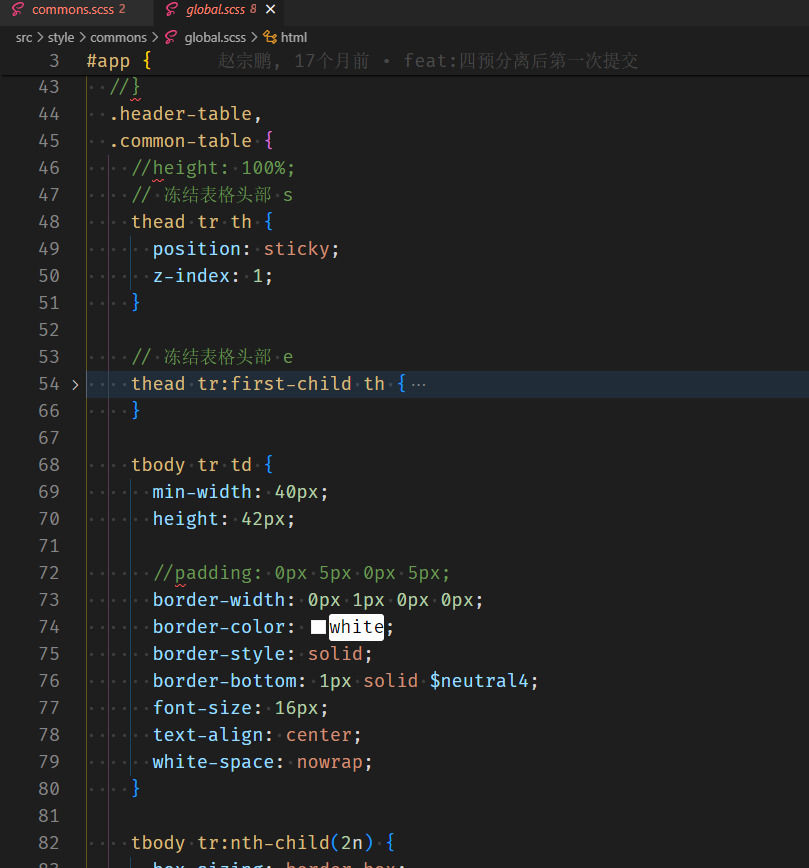 commons.scss 2 global.scss 8 ×
src > style > commons > global.scss > html
3 #app { 赵宗鹏, 17个月前 • feat:四预分离后第一次提交
43 //}
44 .header-table,
45 .common-table {
46 //height: 100%;
47 // 冻结表格头部 s
48 thead tr th {
49 position: sticky;
50 z-index: 1;
51 }
52
53 // 冻结表格头部 e
54 > thead tr:first-child th { ···
66 }
67
68 tbody tr td {
69 min-width: 40px;
70 height: 42px;
71
72 //padding: 0px 5px 0px 5px;
73 border-width: 0px 1px 0px 0px;
74 border-color: white;
75 border-style: solid;
76 border-bottom: 1px solid $neutral4;
77 font-size: 16px;
78 text-align: center;
79 white-space: nowrap;
80 }
81
82 tbody tr:nth-child(2n) {
83 box-sizing: border-box;